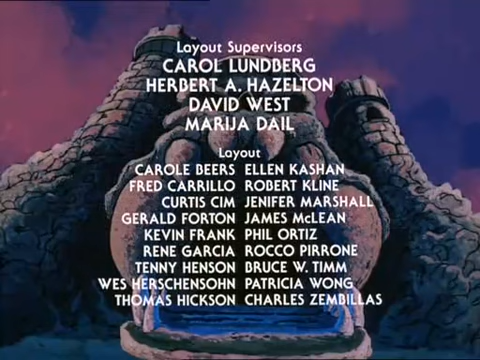 Layout Supervisors
CAROL LUNDBERG
HERBERT A. HAZELTON
DAVID WEST
MARIJA DAIL
Layout
CAROLE BEERS ELLEN KASHAN
FRED CARRILLO ROBERT KLINE
CURTIS CIM JENIFER MARSHALL
GERALD FORTON JAMES McLEAN
KEVIN FRANK PHIL ORTIZ
RENE GARCIA ROCCO PIRRONE
TENNY HENSON BRUCE W. TIMM
WES HERSCHENSOHN PATRICIA WONG
THOMAS HICKSON CHARLES ZEMBILLAS